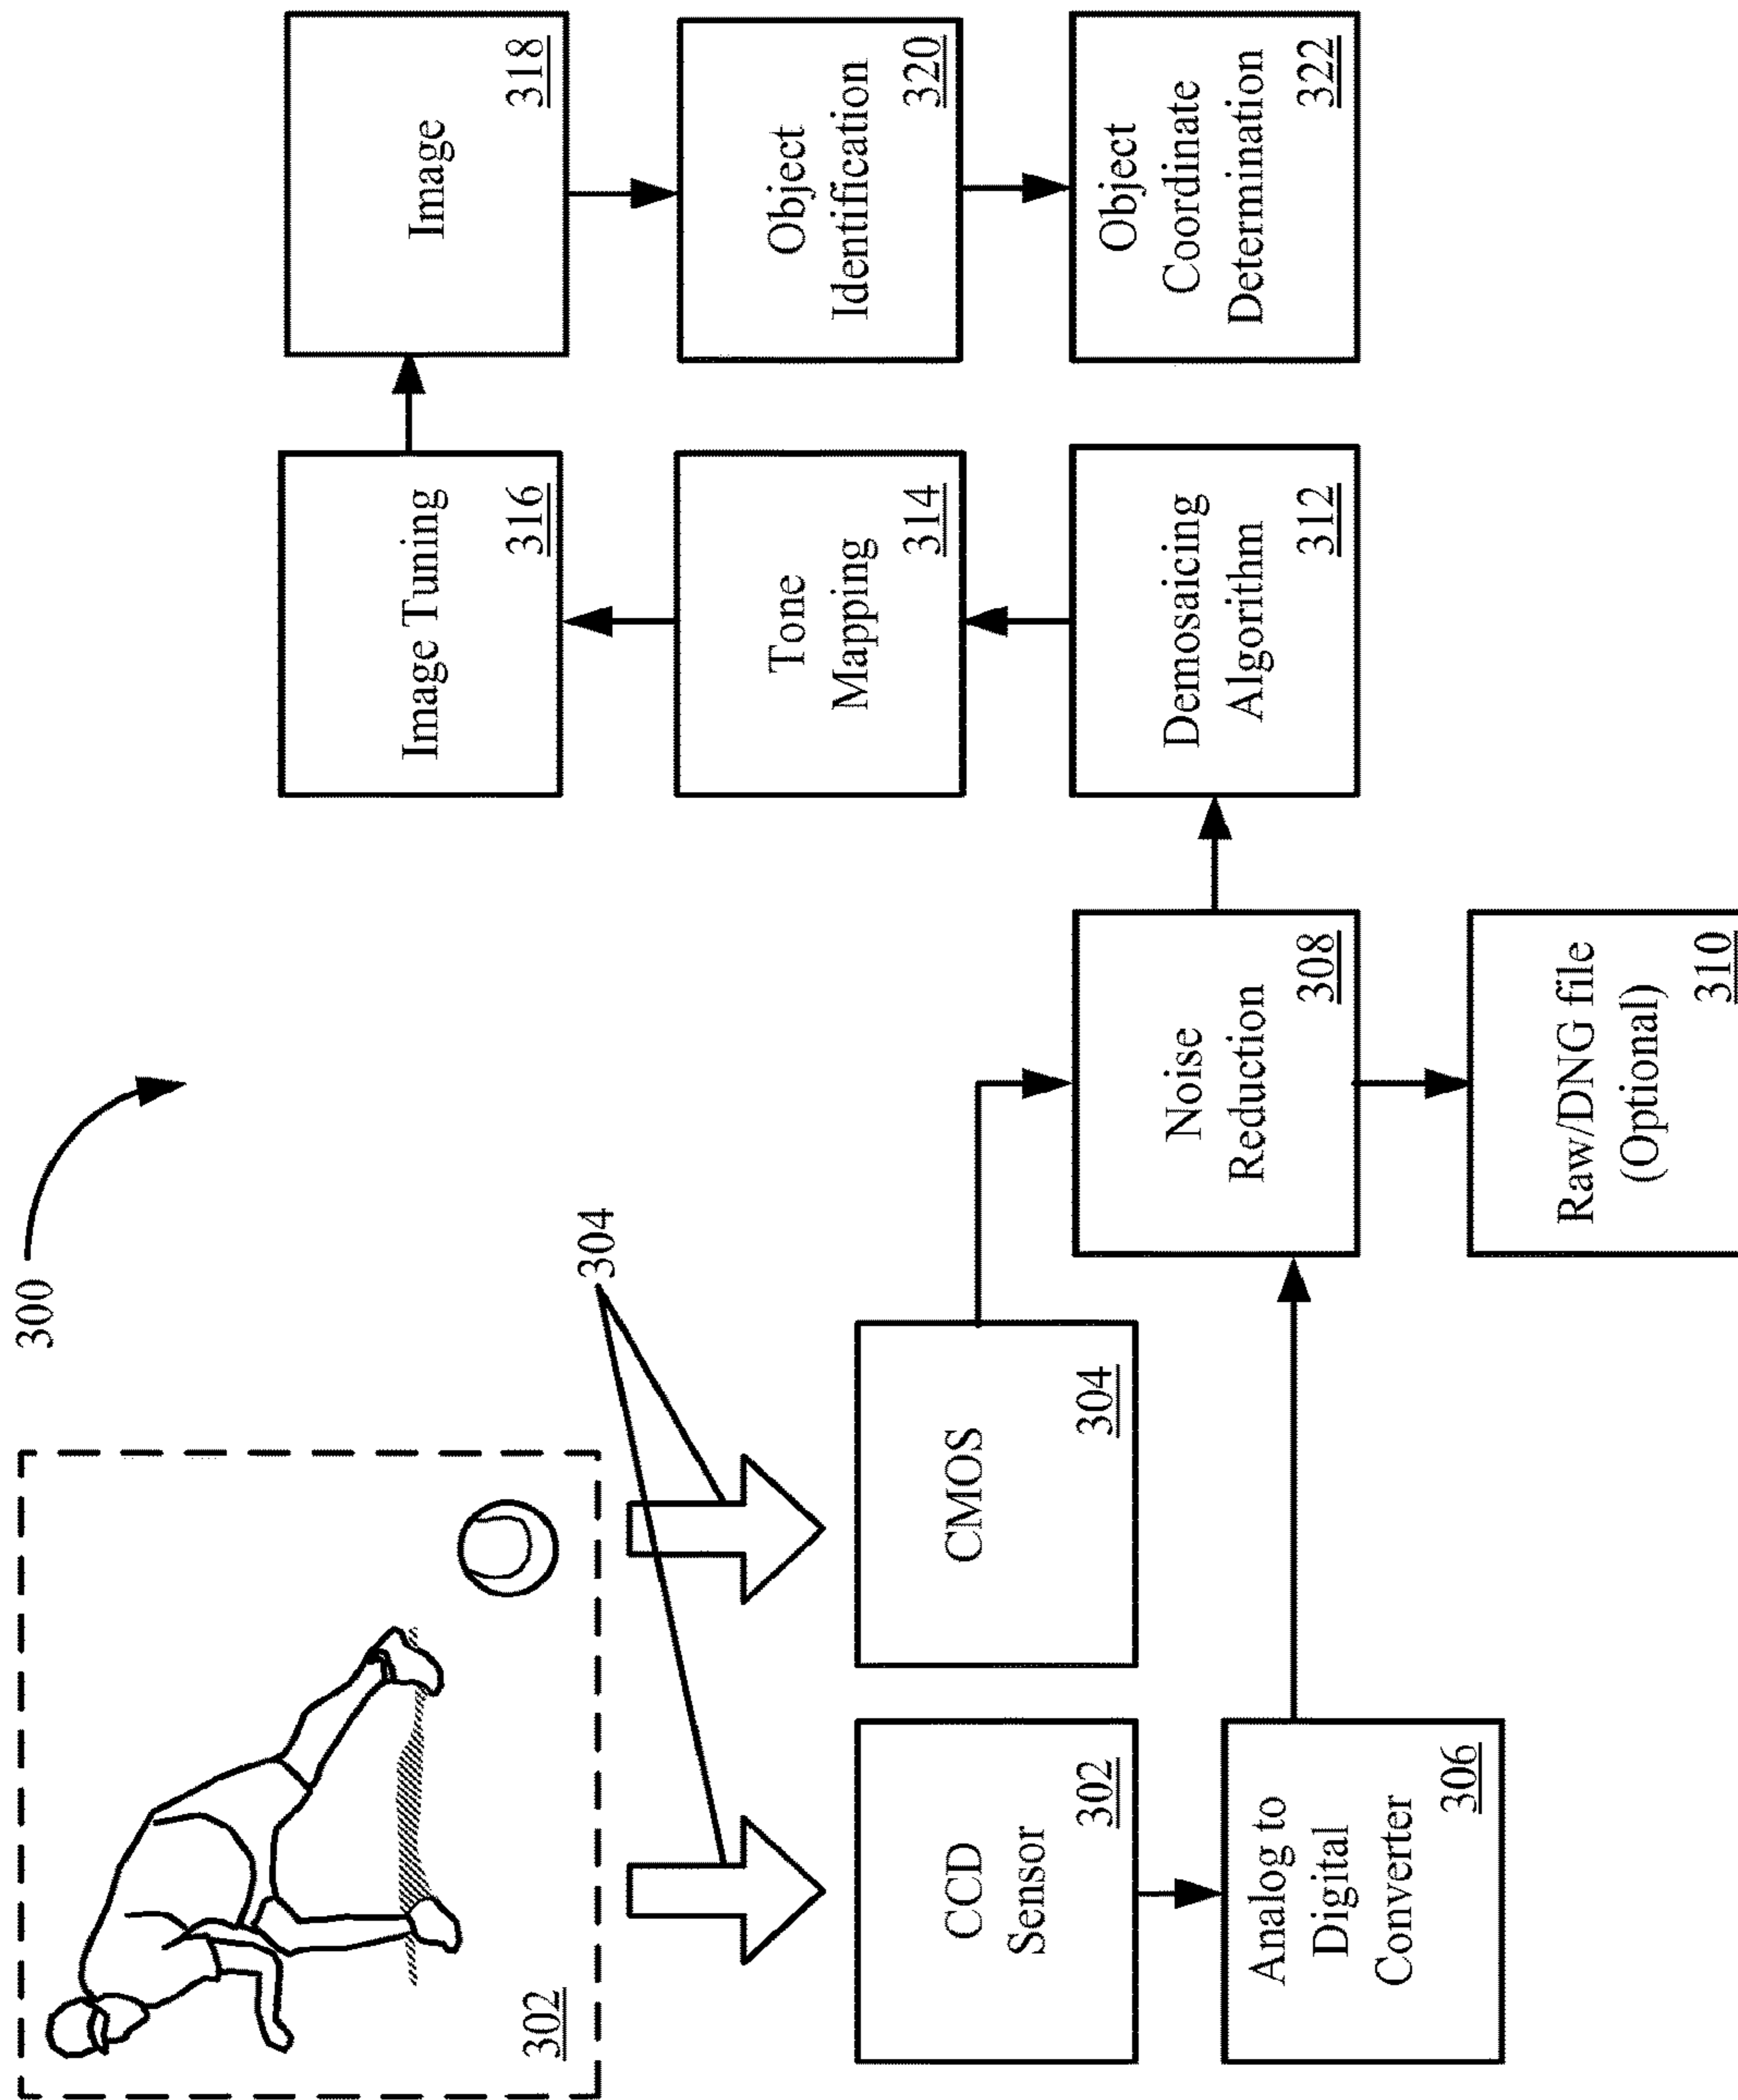 300
302
304
CCD
Sensor
302
CMOS
304
Analog to
Digital
Converter
306
Noise
Reduction
308
Raw/DNG file
(Optional)
310
Demosaicing
Algorithm
312
Tone
Mapping
314
Image Tuning
316
Image
318
Object
Identification
320
Object
Coordinate
Determination
322